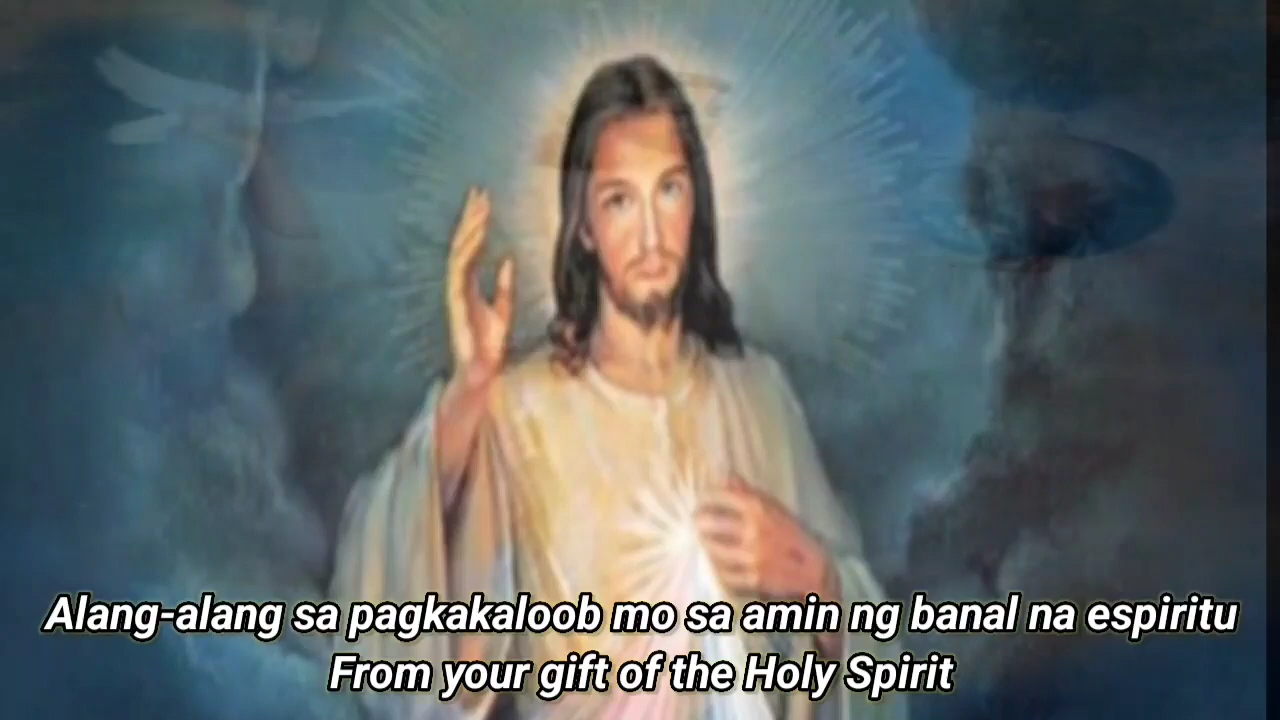 Alang-alang sa pagkakaloob mo sa amin ng banal na espiritu
From your gift of the Holy Spirit